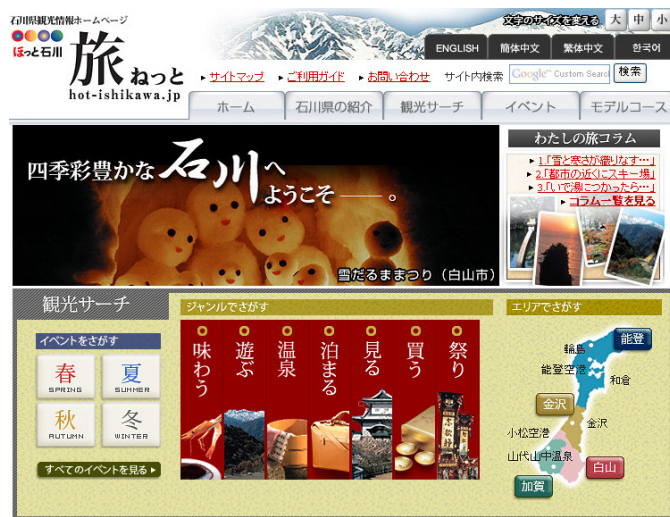 石川県観光情報ホームページ
ほっと石川
旅ねっと
hot-ishikawa.jp
文字のサイズを変える 大 中 小
ENGLISH 簡体中文 繁体中文 한국어
サイトマップ ご利用ガイド お問い合わせ サイト内検索 Google Custom Search 検索
ホーム 石川県の紹介 観光サーチ イベント モデルコース
四季彩豊かな石川へ
ようこそ――。
雪だるままつり(白山市)
わたしの旅コラム
1.「雪と寒さが織りなす…」
2.「都市の近くにスキー場」
3.「いで湯につかったら…」
コラム一覧を見る
観光サーチ
イベントをさがす
春 SPRING
夏 SUMMER
秋 AUTUMN
冬 WINTER
すべてのイベントを見る
ジャンルでさがす
味わう
遊ぶ
温泉
泊まる
見る
買う
祭り
エリアでさがす
能登
輪島
能登空港
和倉
金沢
金沢
小松空港
山代山中温泉
白山
加賀